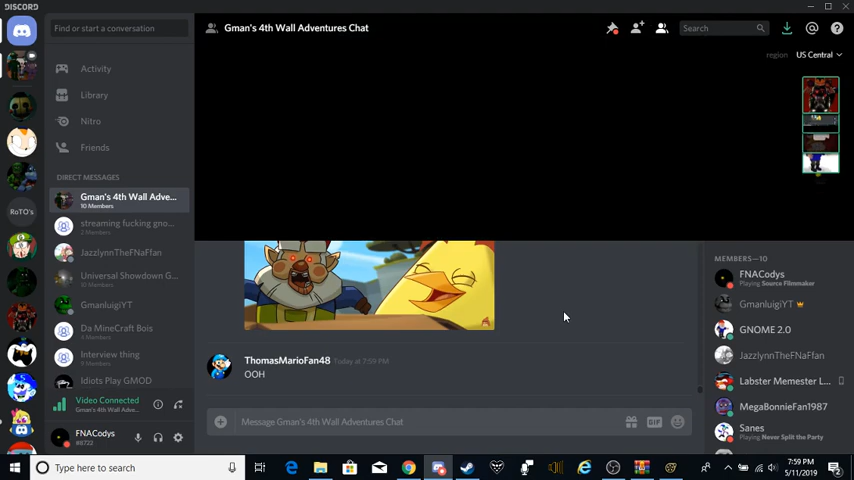 DISCORD
Find or start a conversation
Gman's 4th Wall Adventures Chat
Search
region
US Central
Activity
Library
Nitro
Friends
DIRECT MESSAGES
Gman's 4th Wall Adve...
10 Members
streaming fucking gno...
2 Members
JazzlynnTheFNaFfan
Universal Showdown G...
10 Members
GmanluigiYT
Da MineCraft Bois
4 Members
Interview thing
Idiots Play GMOD
RoTO's
Video Connected
Gman's 4th Wall Adve...
FNACodys
#8722
ThomasMarioFan48 Today at 7:59 PM
OOH
Message Gman's 4th Wall Adventures Chat
GIF
MEMBERS—10
FNACodys
Playing Source Filmmaker
GmanluigiYT
GNOME 2.0
JazzlynnTheFNaFfan
Labster Memester L...
MegaBonnieFan1987
Sanes
Playing Never Split the Party
Type here to search
7:59 PM
5/11/2019